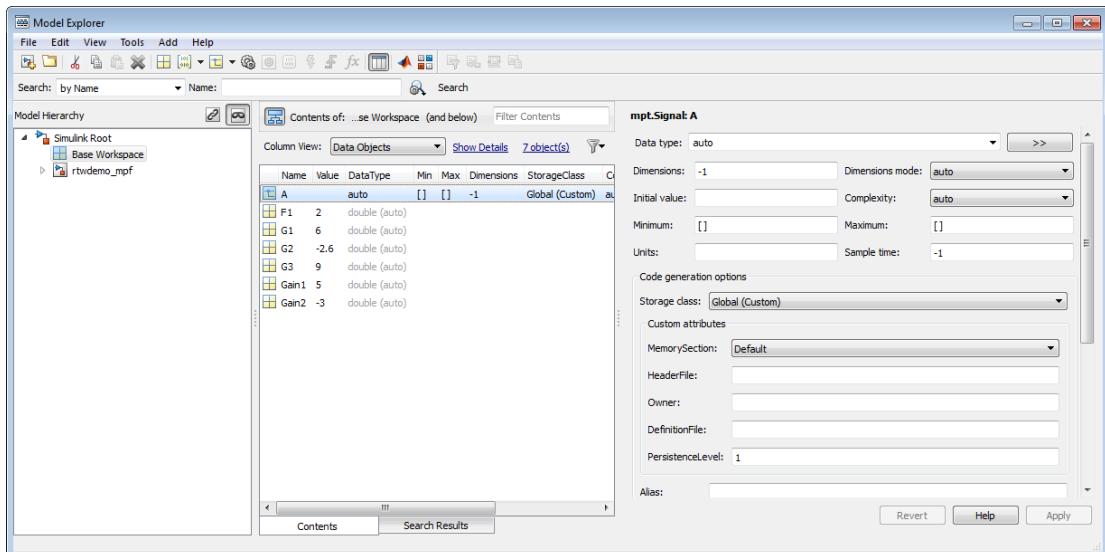 Model Explorer
File Edit View Tools Add Help
fx
Search: by Name Name: Search
Model Hierarchy
Simulink Root
Base Workspace
rtwdemo_mpf
Contents of: ...se Workspace (and below) Filter Contents
Column View: Data Objects Show Details 7 object(s)
Name Value DataType Min Max Dimensions StorageClass
A auto [ ] [ ] -1 Global (Custom) au
F1 2 double (auto)
G1 6 double (auto)
G2 -2.6 double (auto)
G3 9 double (auto)
Gain1 5 double (auto)
Gain2 -3 double (auto)
Contents Search Results
mpt.Signal: A
Data type: auto >>
Dimensions: -1 Dimensions mode: auto
Initial value: Complexity: auto
Minimum: [ ] Maximum: [ ]
Units: Sample time: -1
Code generation options
Storage class: Global (Custom)
Custom attributes
MemorySection: Default
HeaderFile:
Owner:
DefinitionFile:
PersistenceLevel: 1
Alias:
Revert Help Apply